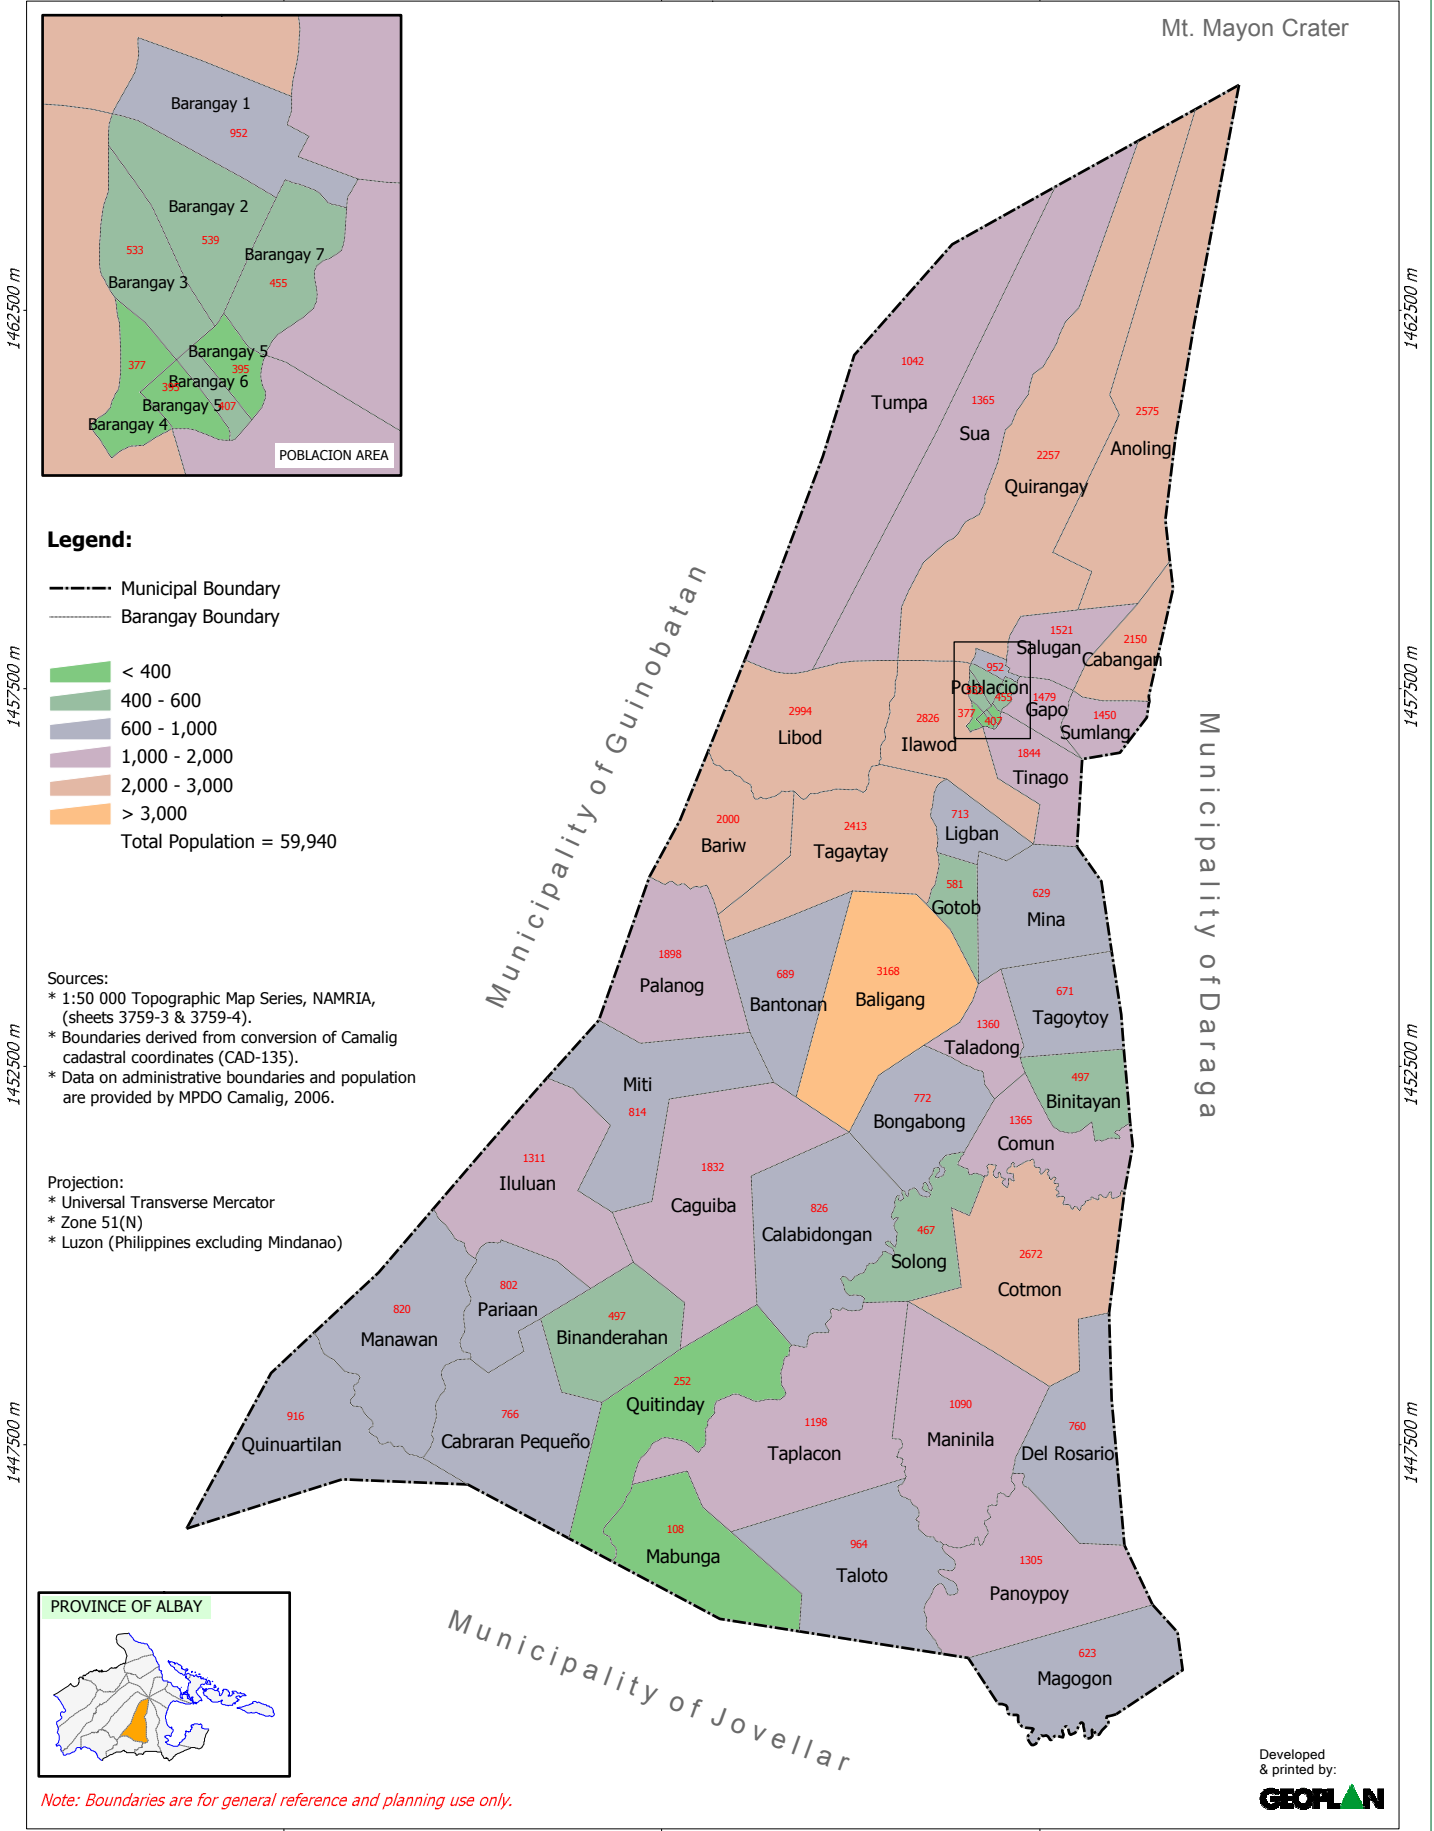 Mt. Mayon Crater
Barangay 1
952
Barangay 2
539
533
Barangay 3
Barangay 7
455
377
Barangay 5
395
Barangay 6
395
Barangay 5
407
Barangay 4
POBLACION AREA
1462500 m
1462500 m
1457500 m
1457500 m
1452500 m
1452500 m
1447500 m
1447500 m
Legend:
Municipal Boundary
Barangay Boundary
< 400
400 - 600
600 - 1,000
1,000 - 2,000
2,000 - 3,000
> 3,000
Total Population = 59,940
Sources:
* 1:50 000 Topographic Map Series, NAMRIA,
(sheets 3759-3 & 3759-4).
* Boundaries derived from conversion of Camalig
cadastral coordinates (CAD-135).
* Data on administrative boundaries and population
are provided by MPDO Camalig, 2006.
Projection:
* Universal Transverse Mercator
* Zone 51(N)
* Luzon (Philippines excluding Mindanao)
Municipality of Guinobatan
Municipality of Daraga
Municipality of Jovellar
1042
Tumpa
1365
Sua
2257
Quirangay
2575
Anoling
1521
Salugan
2150
Cabangan
952
Poblacion
455
377
407
1479
Gapo
1450
Sumlang
2994
Libod
2826
Ilawod
1844
Tinago
2000
Bariw
2413
Tagaytay
713
Ligban
581
Gotob
629
Mina
1898
Palanog
689
Bantonan
3168
Baligang
671
Tagoytoy
1360
Taladong
497
Binitayan
Miti
814
772
Bongabong
1365
Comun
1311
Iluluan
1832
Caguiba
826
Calabidongan
467
Solong
2672
Cotmon
802
Pariaan
820
Manawan
497
Binanderahan
252
Quitinday
916
Quinuartilan
766
Cabraran Pequeño
1198
Taplacon
1090
Maninila
760
Del Rosario
108
Mabunga
964
Taloto
1305
Panoypoy
623
Magogon
PROVINCE OF ALBAY
Note: Boundaries are for general reference and planning use only.
Developed
& printed by:
GEOPLAN